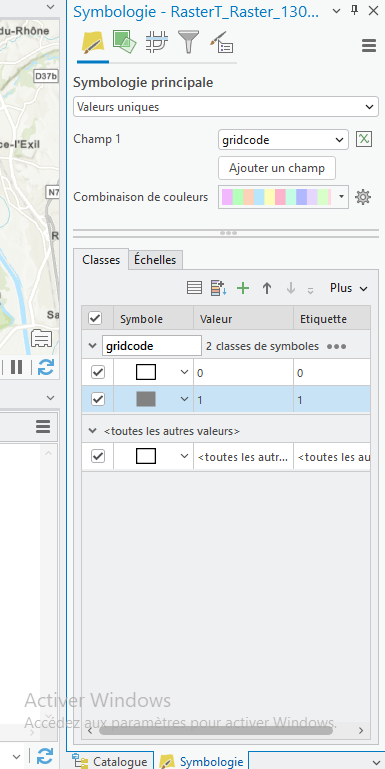 Symbologie - RasterT_Raster_130...
du-Rhône
D37b
N7
ce-l'Exil
Sa
Symbologie principale
Valeurs uniques
Champ 1
gridcode
Ajouter un champ
Combinaison de couleurs
Classes
Échelles
Plus
Symbole
Valeur
Etiquette
gridcode
2 classes de symboles
0
0
1
1
<toutes les autres valeurs>
<toutes les autr...
<toutes les au
Activer Windows
Accédez aux paramètres pour activer Windows.
Catalogue
Symbologie